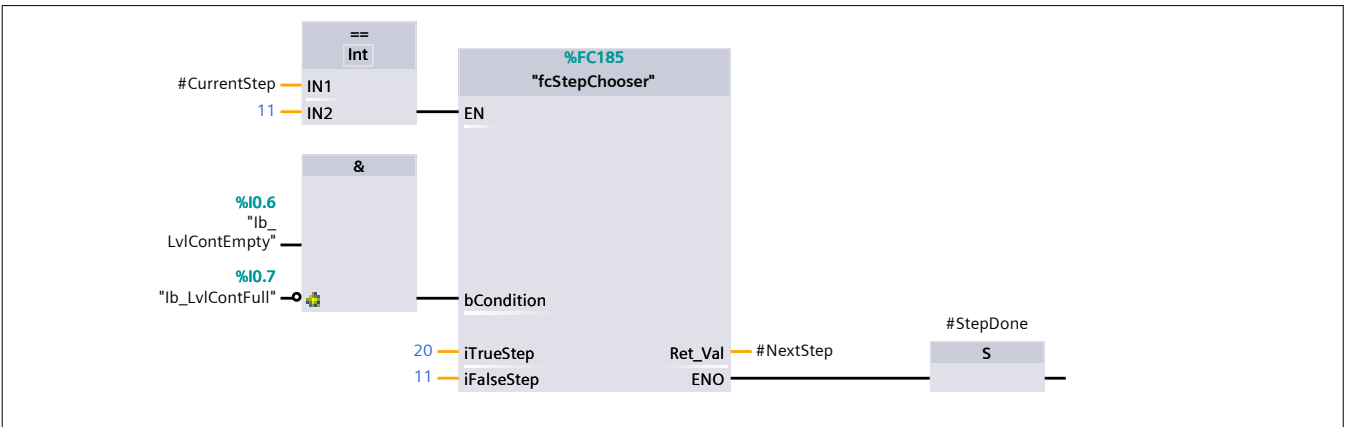 ==
Int
#CurrentStep
IN1
11
IN2
%FC185
"fcStepChooser"
EN
&
%I0.6
"Ib_
LvlContEmpty"
%I0.7
"Ib_LvlContFull"
bCondition
20
iTrueStep
11
iFalseStep
Ret_Val
#NextStep
ENO
#StepDone
S